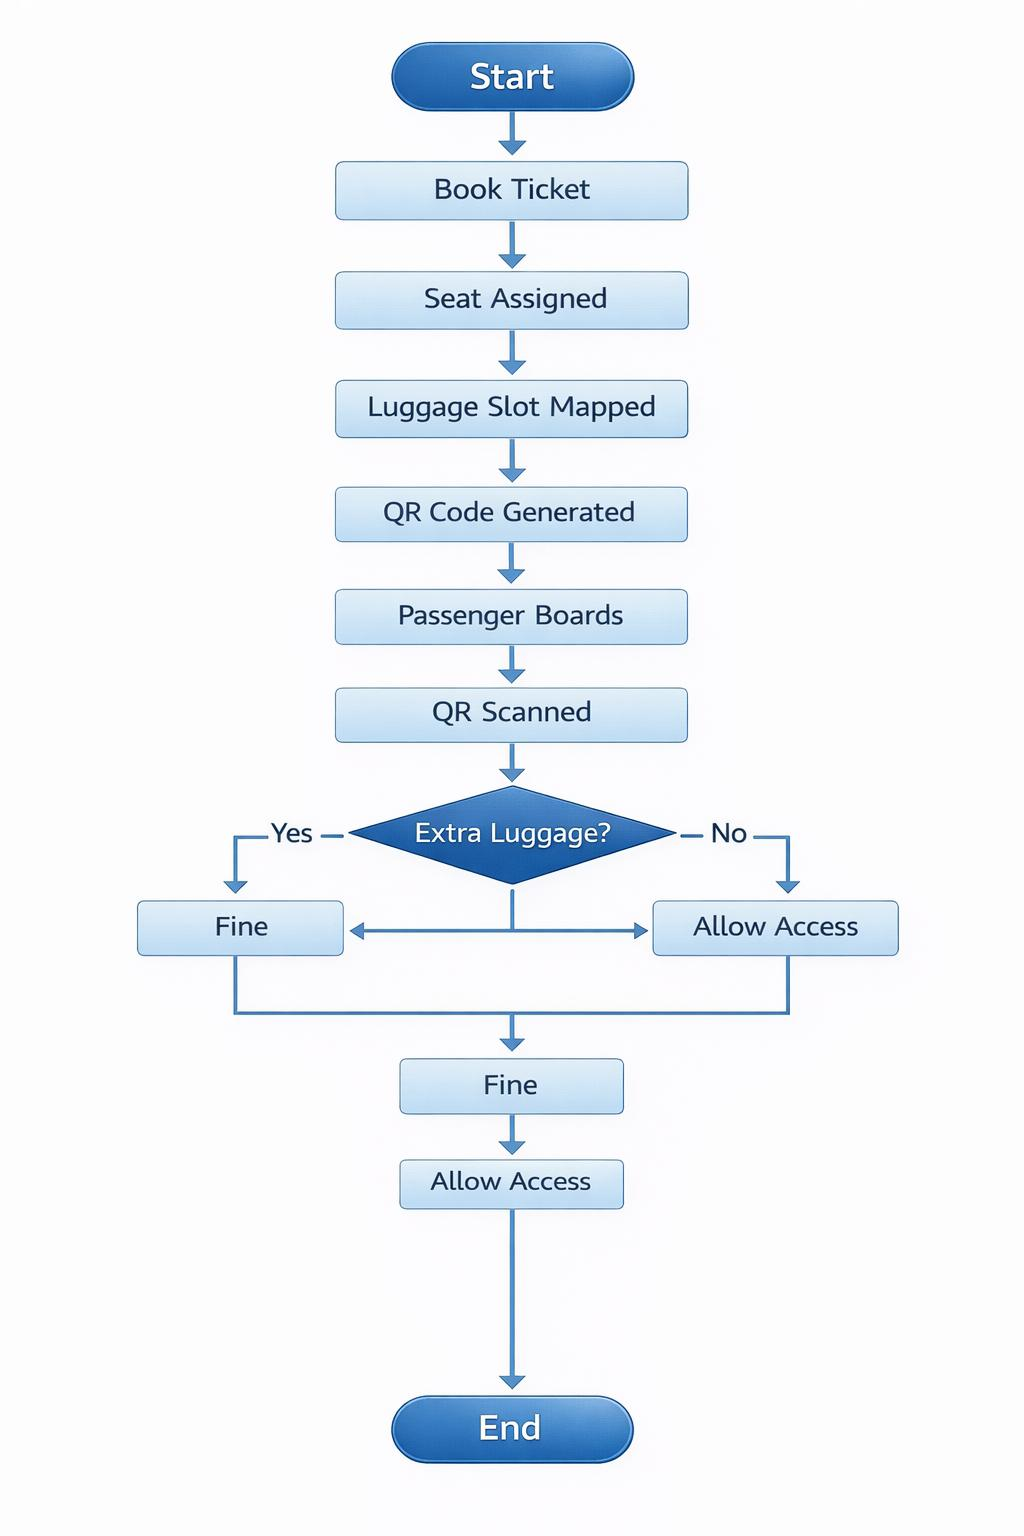 Start
Book Ticket
Seat Assigned
Luggage Slot Mapped
QR Code Generated
Passenger Boards
QR Scanned
Yes
Extra Luggage?
No
Fine
Allow Access
Fine
Allow Access
End